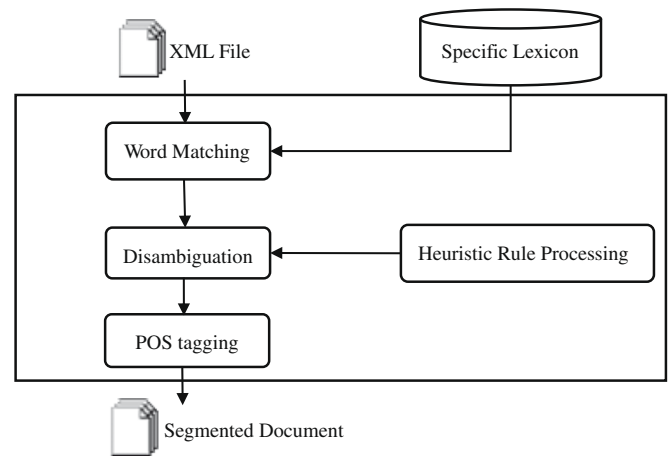 XML File
Specific Lexicon
Word Matching
Disambiguation
Heuristic Rule Processing
POS tagging
Segmented Document